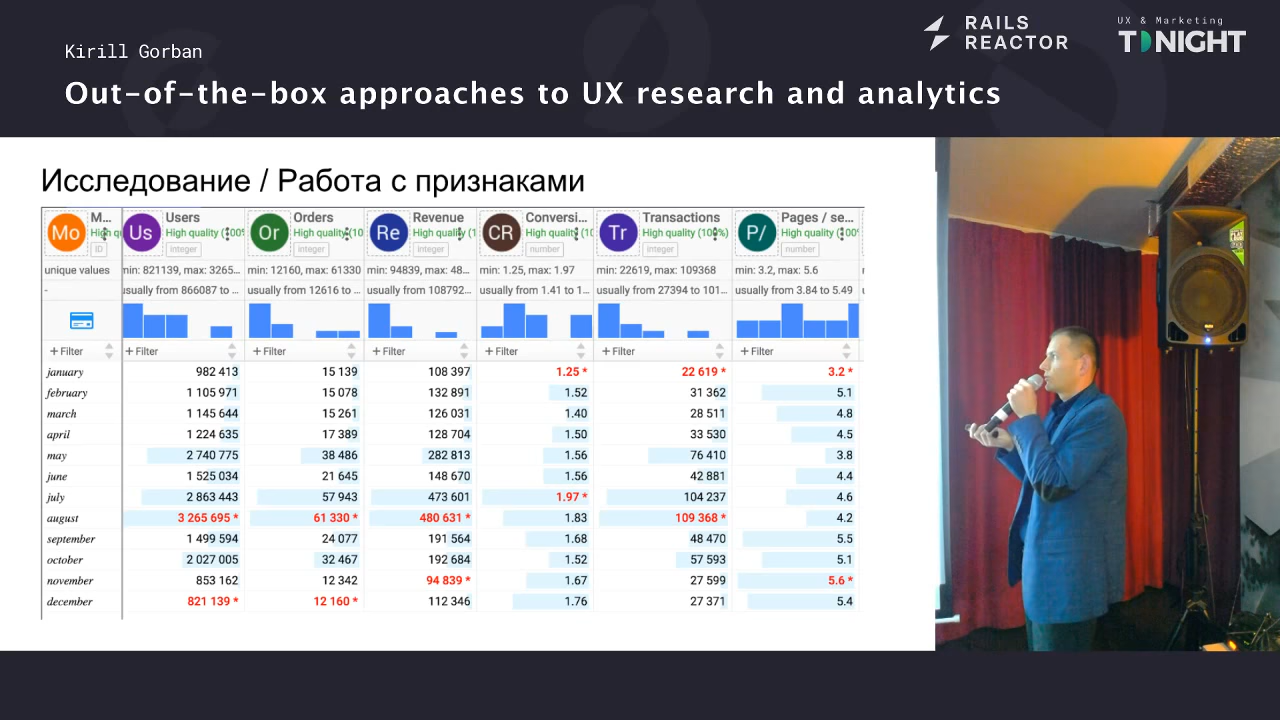 Kirill Gorban
Out-of-the-box approaches to UX research and analytics
RAILS
REACTOR
UX & Marketing
TONIGHT
Исследование / Работа с признаками
Mo M... Us Users Or Orders Re Revenue CR Conversi... Tr Transactions P/ Pages / se...
High qu High quality (100% High quality (10 High quality (1 High quality (10 High quality (100%) High quality (100%
ID integer integer integer number integer number
unique values min: 821139, max: 3265... min: 12160, max: 61330 min: 94839, max: 48... min: 1.25, max: 1.97 min: 22619, max: 109368 min: 3.2, max: 5.6
- usually from 866087 to ... usually from 12616 to ... usually from 108792... usually from 1.41 to 1... usually from 27394 to 101... usually from 3.84 to 5.49
+ Filter + Filter + Filter + Filter + Filter + Filter + Filter
january 982 413 15 139 108 397 1.25 * 22 619 * 3.2 *
february 1 105 971 15 078 132 891 1.52 31 362 5.1
march 1 145 644 15 261 126 031 1.40 28 511 4.8
april 1 224 635 17 389 128 704 1.50 33 530 4.5
may 2 740 775 38 486 282 813 1.56 76 410 3.8
june 1 525 034 21 645 148 670 1.56 42 881 4.4
july 2 863 443 57 943 473 601 1.97 * 104 237 4.6
august 3 265 695 * 61 330 * 480 631 * 1.83 109 368 * 4.2
september 1 499 594 24 077 191 564 1.68 48 470 5.5
october 2 027 005 32 467 192 684 1.52 57 593 5.1
november 853 162 12 342 94 839 * 1.67 27 599 5.6 *
december 821 139 * 12 160 * 112 346 1.76 27 371 5.4